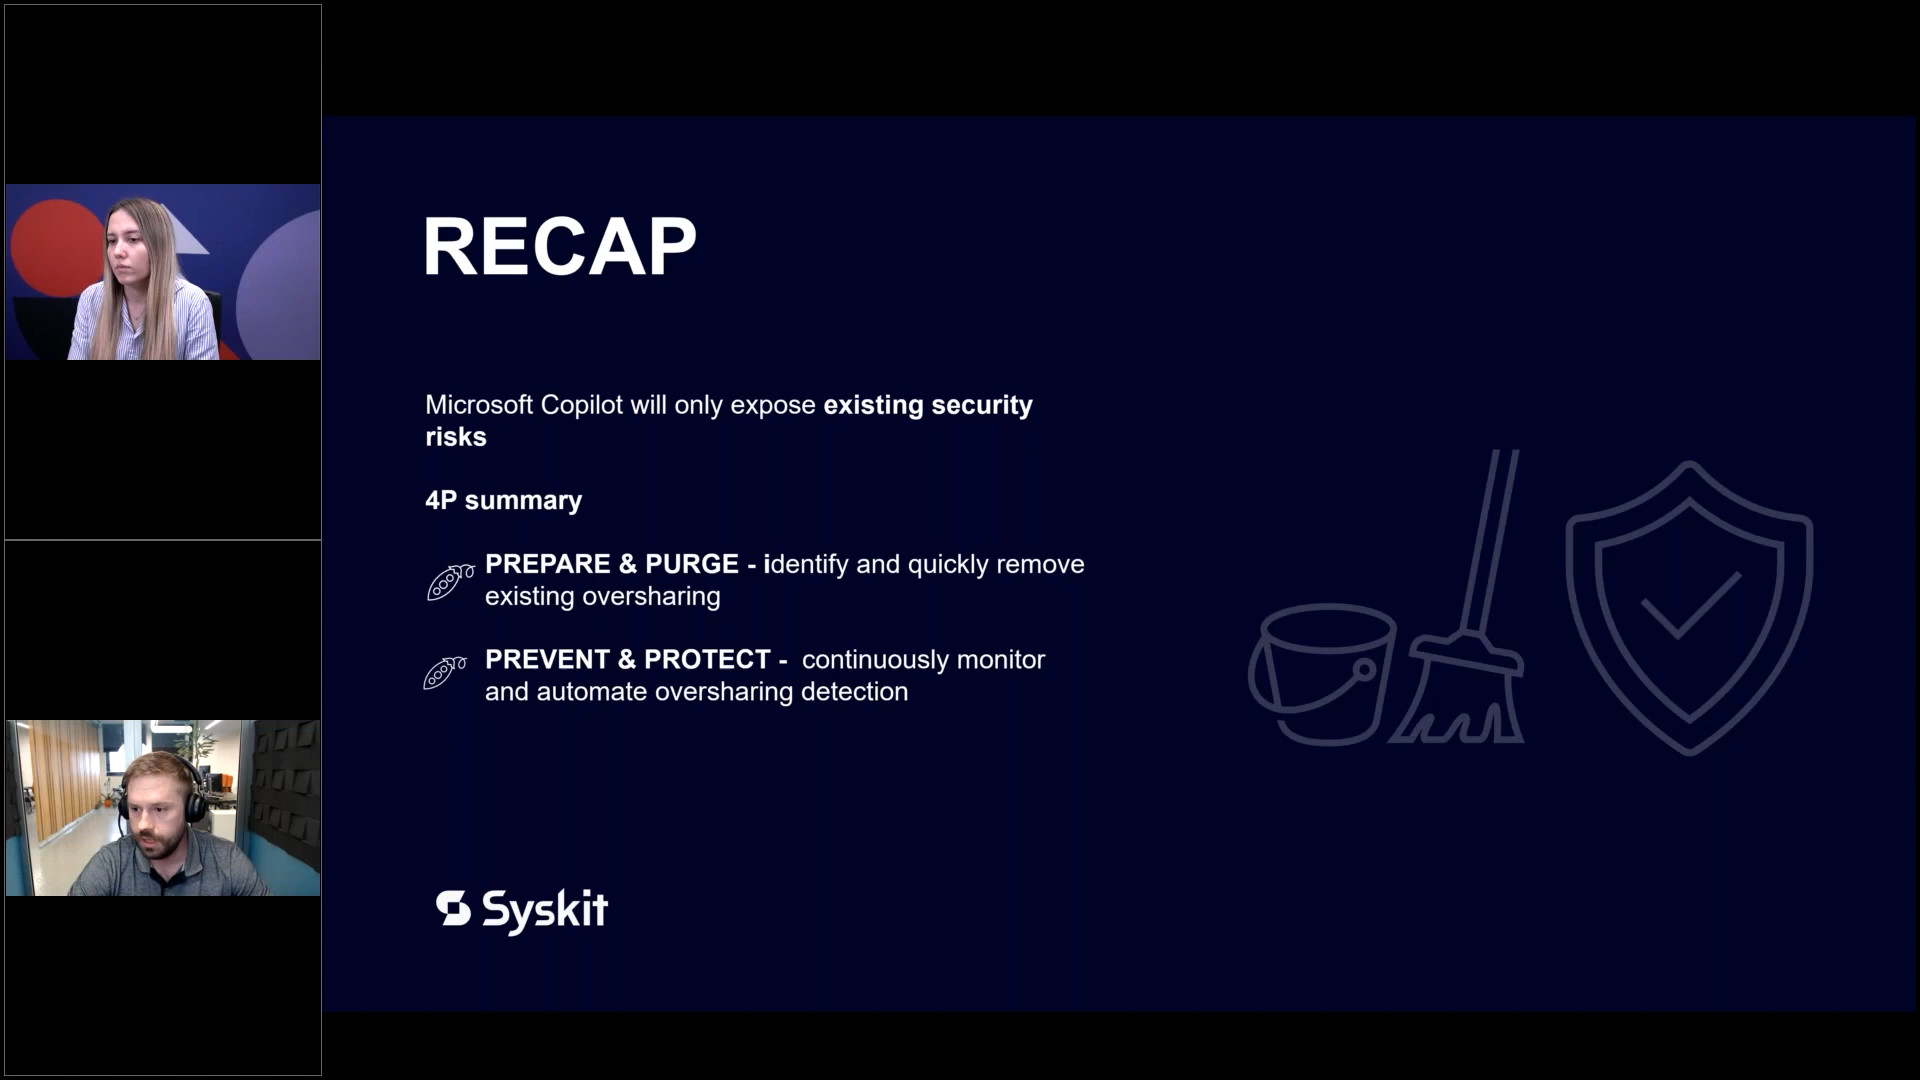 RECAP
Microsoft Copilot will only expose existing security
risks
4P summary
PREPARE & PURGE - identify and quickly remove
existing oversharing
PREVENT & PROTECT -  continuously monitor
and automate oversharing detection
Syskit